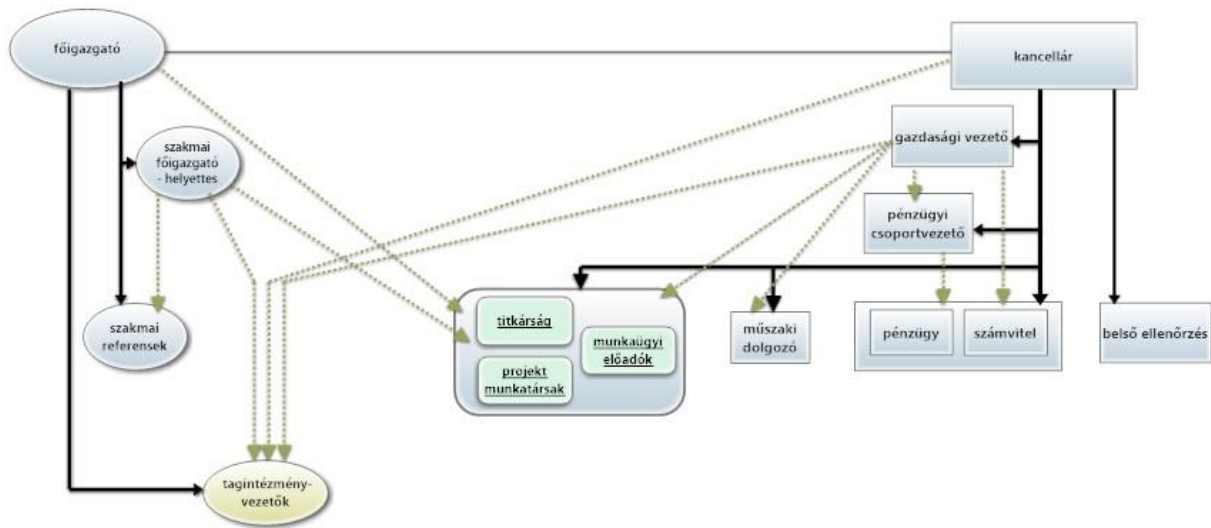 főigazgató
kancellár
gazdasági vezető
szakmai
főigazgató
- helyettes
pénzügyi
csoportvezető
titkárság
munkaügyi
előadók
projekt
munkatársak
szakmai
referensek
műszaki
dolgozó
pénzügy
számvitel
belső ellenőrzés
tagintézmény-
vezetők